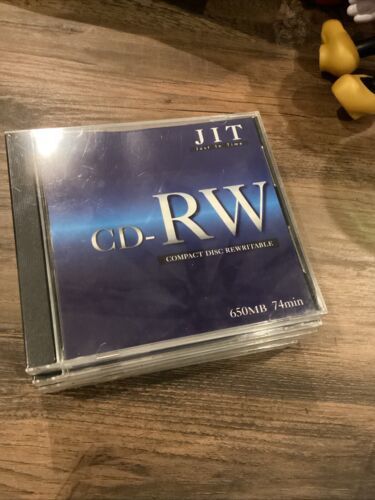 JIT
Just In Time
CD-RW
COMPACT DISC REWRITABLE
650MB 74min